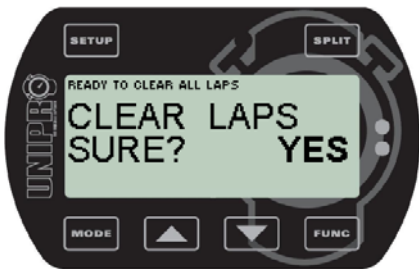 SETUP
SPLIT
READY TO CLEAR ALL LAPS
CLEAR LAPS
SURE? YES
UNIPRO
MODE
FUNC